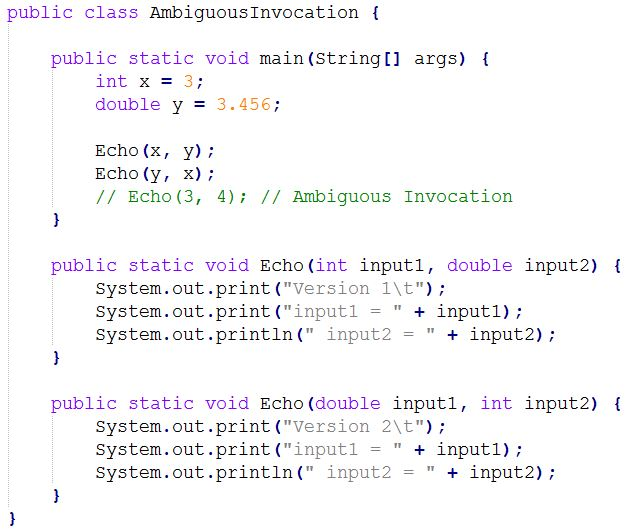 public class AmbiguousInvocation {
public static void main(String[] args) {
int x = 3;
double y = 3.456;
Echo(x, y);
Echo(y, x);
// Echo(3, 4); // Ambiguous Invocation
}
public static void Echo(int input1, double input2) {
System.out.print("Version 1\t");
System.out.print("input1 = " + input1);
System.out.println(" input2 = " + input2);
}
public static void Echo(double input1, int input2) {
System.out.print("Version 2\t");
System.out.print("input1 = " + input1);
System.out.println(" input2 = " + input2);
}
}